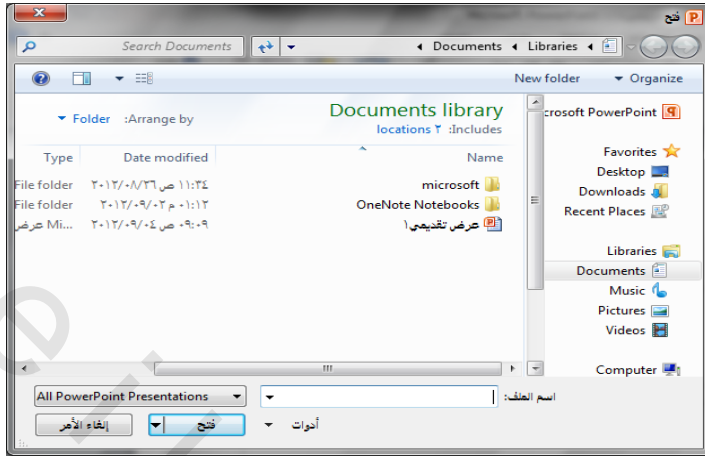 فتح
Libraries Documents Search Documents
Organize New folder
crosoft PowerPoint
Favorites
Desktop
Downloads
Recent Places
Libraries
Documents
Music
Pictures
Videos
Computer
Documents library
Includes: ٢ locations
Arrange by: Folder
Name Date modified Type
microsoft ٢٠١٢/٠٨/٢٦ ص ١١:٣٤ File folder
OneNote Notebooks ٢٠١٢/٠٩/٠٢ م ٠١:١٢ File folder
عرض تقديمي١ ٢٠١٢/٠٩/٠٤ ص ٠٩:٠٩ عرض Mi...
اسم الملف: All PowerPoint Presentations
أدوات فتح إلغاء الأمر